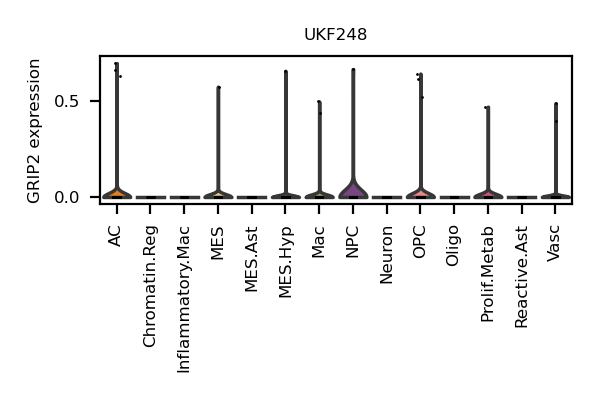 UKF248
GRIP2 expression
0.5
0.0
AC
Chromatin.Reg
Inflammatory.Mac
MES
MES.Ast
MES.Hyp
Mac
NPC
Neuron
OPC
Oligo
Prolif.Metab
Reactive.Ast
Vasc